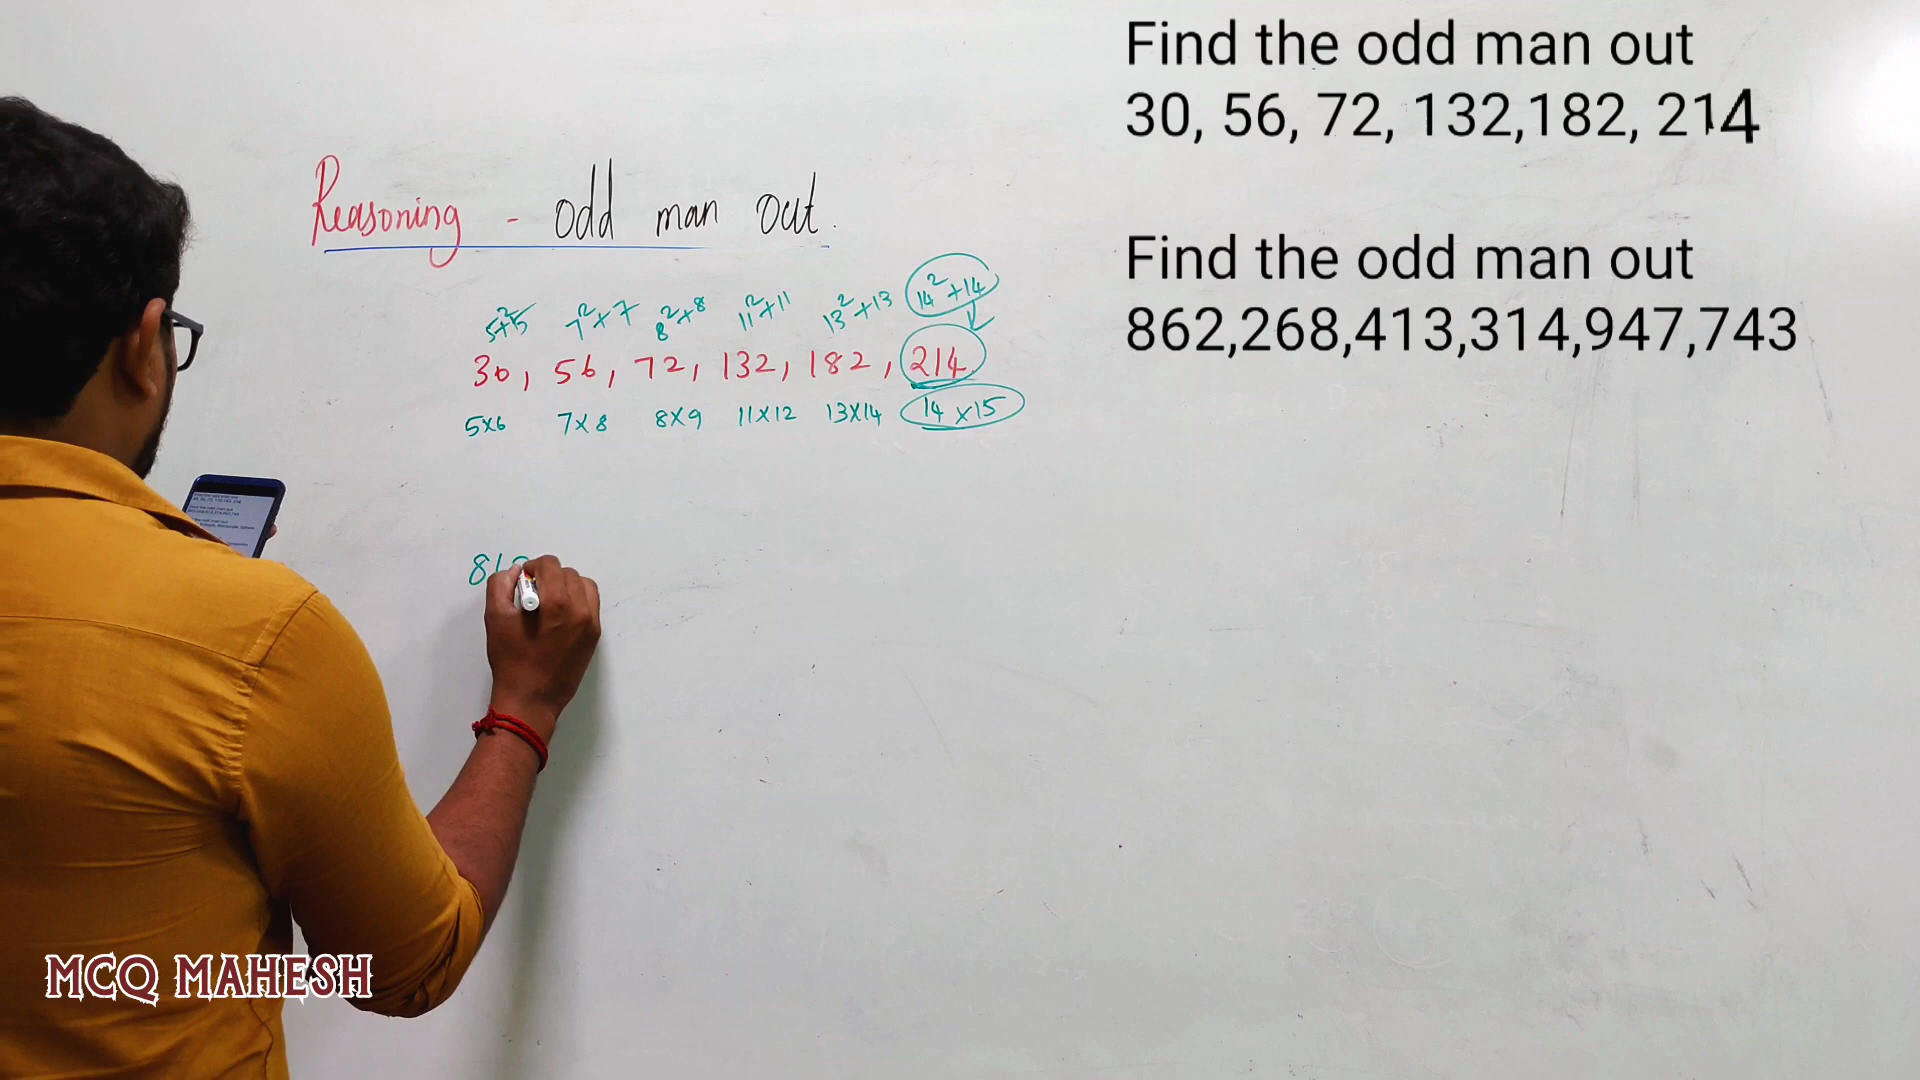 Find the odd man out
30, 56, 72, 132,182, 214
Find the odd man out
862,268,413,314,947,743
Reasoning - odd man out.
5²+5 7²+7 8²+8 11²+11 13²+13 14²+14
30, 56, 72, 132, 182, 214
5x6 7x8 8x9 11x12 13x14 14x15
MCQ MAHESH